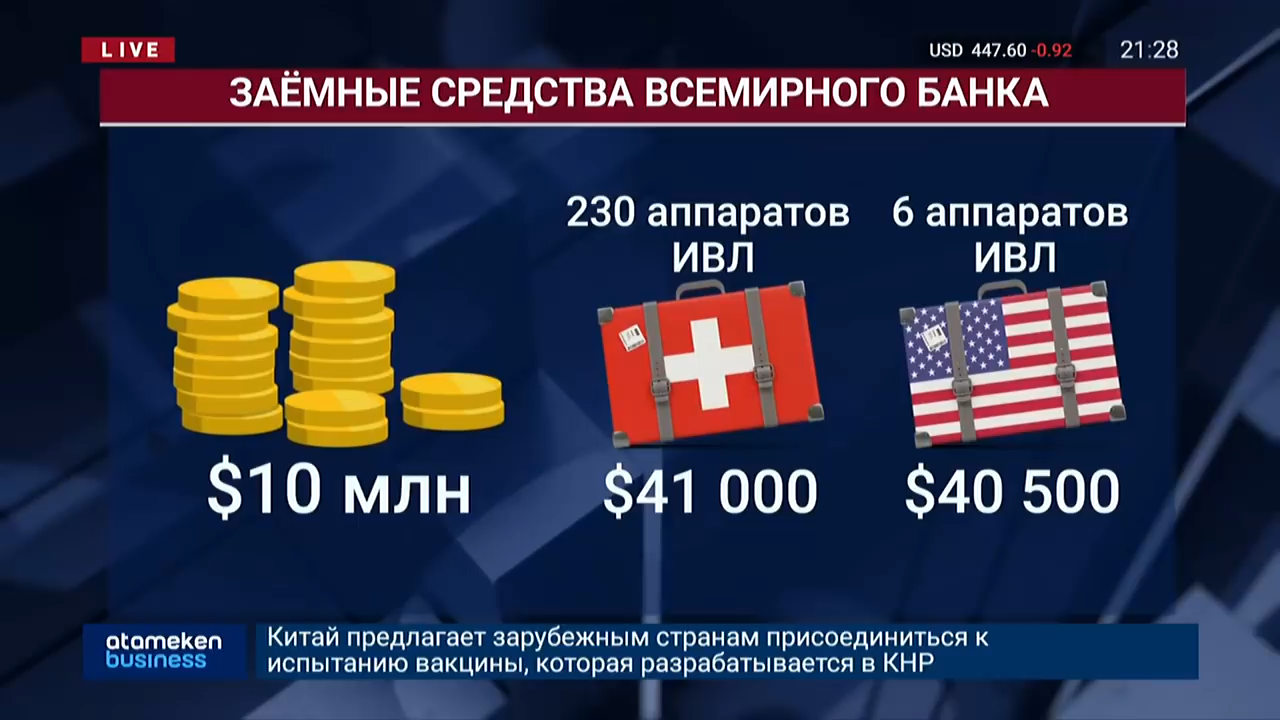 LIVE
USD 447.60 -0.92
21:28
ЗАЁМНЫЕ СРЕДСТВА ВСЕМИРНОГО БАНКА
230 аппаратов
ИВЛ
6 аппаратов
ИВЛ
$10 млн
$41 000
$40 500
atameken
business
Китай предлагает зарубежным странам присоединиться к
испытанию вакцины, которая разрабатывается в КНР